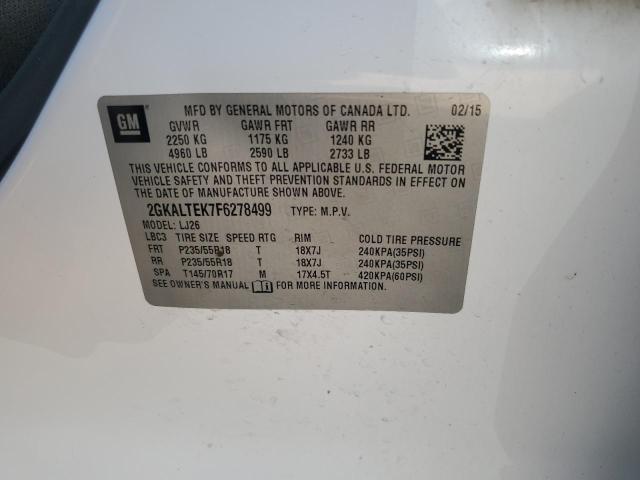 GM MFD BY GENERAL MOTORS OF CANADA LTD. 02/15
GVWR GAWR FRT GAWR RR
2250 KG 1175 KG 1240 KG
4960 LB 2590 LB 2733 LB
THIS VEHICLE CONFORMS TO ALL APPLICABLE U.S. FEDERAL MOTOR
VEHICLE SAFETY AND THEFT PREVENTION STANDARDS IN EFFECT ON
THE DATE OF MANUFACTURE SHOWN ABOVE.
2GKALTEK7F6278499 TYPE: M.P.V.
MODEL: LJ26
LBC3 TIRE SIZE SPEED RTG RIM COLD TIRE PRESSURE
FRT P235/55R18 T 18X7J 240KPA(35PSI)
RR P235/55R18 T 18X7J 240KPA(35PSI)
SPA T145/70R17 M 17X4.5T 420KPA(60PSI)
SEE OWNER'S MANUAL FOR MORE INFORMATION.